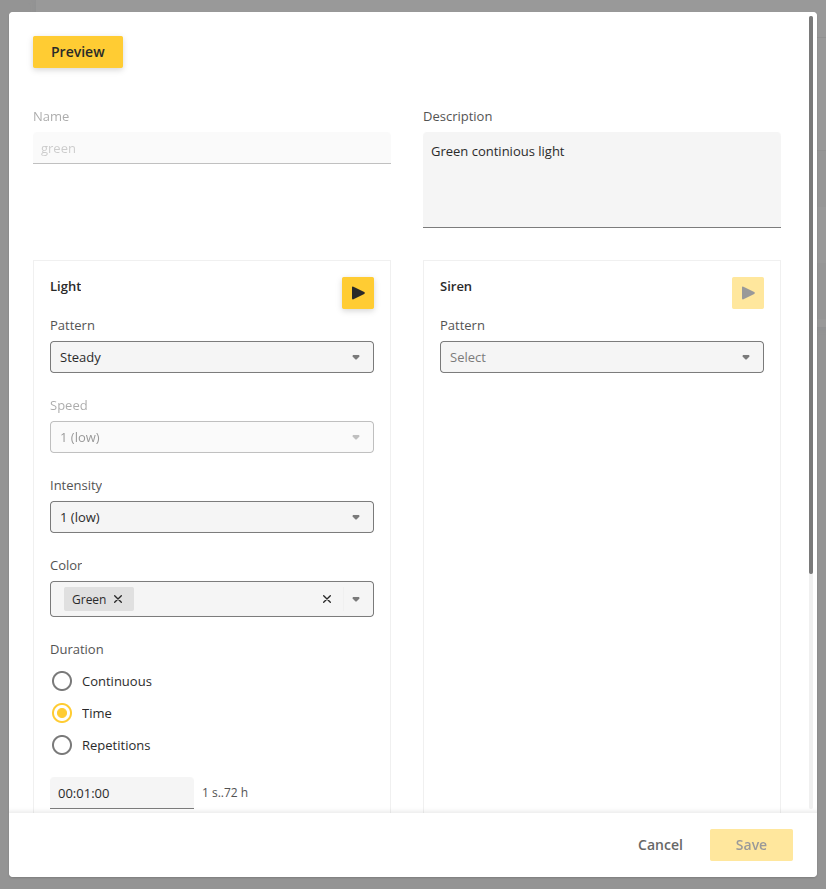 Preview
Name
green
Description
Green continious light
Light
Pattern
Steady
Speed
1 (low)
Intensity
1 (low)
Color
Green
Duration
Continuous
Time
Repetitions
00:01:00
1 s..72 h
Siren
Pattern
Select
Cancel
Save